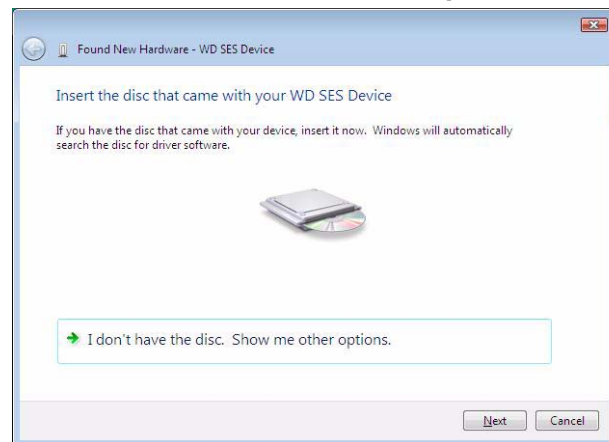 Found New Hardware - WD SES Device
Insert the disc that came with your WD SES Device
If you have the disc that came with your device, insert it now.  Windows will automatically
search the disc for driver software.
I don't have the disc.  Show me other options.
Next
Cancel